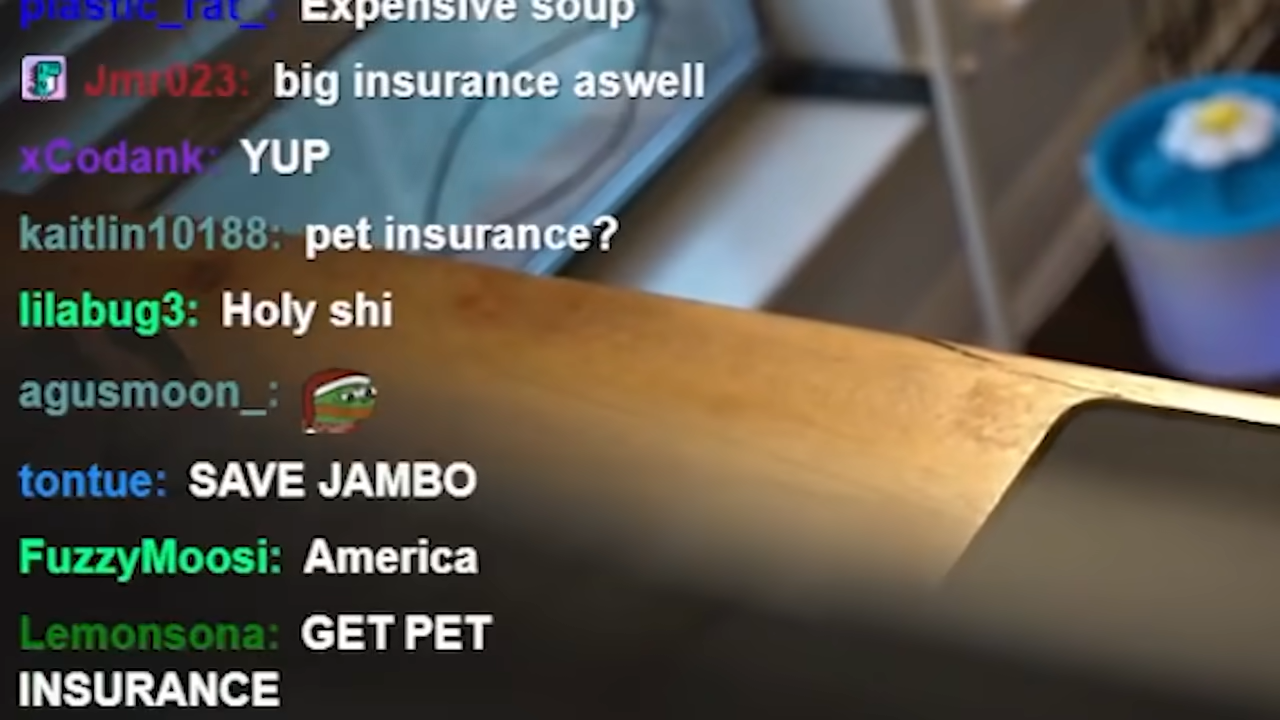 plastic_rat_: Expensive soup
Jmr023: big insurance aswell
xCodank: YUP
kaitlin10188: pet insurance?
lilabug3: Holy shi
agusmoon_:
tontue: SAVE JAMBO
FuzzyMoosi: America
Lemonsona: GET PET
INSURANCE